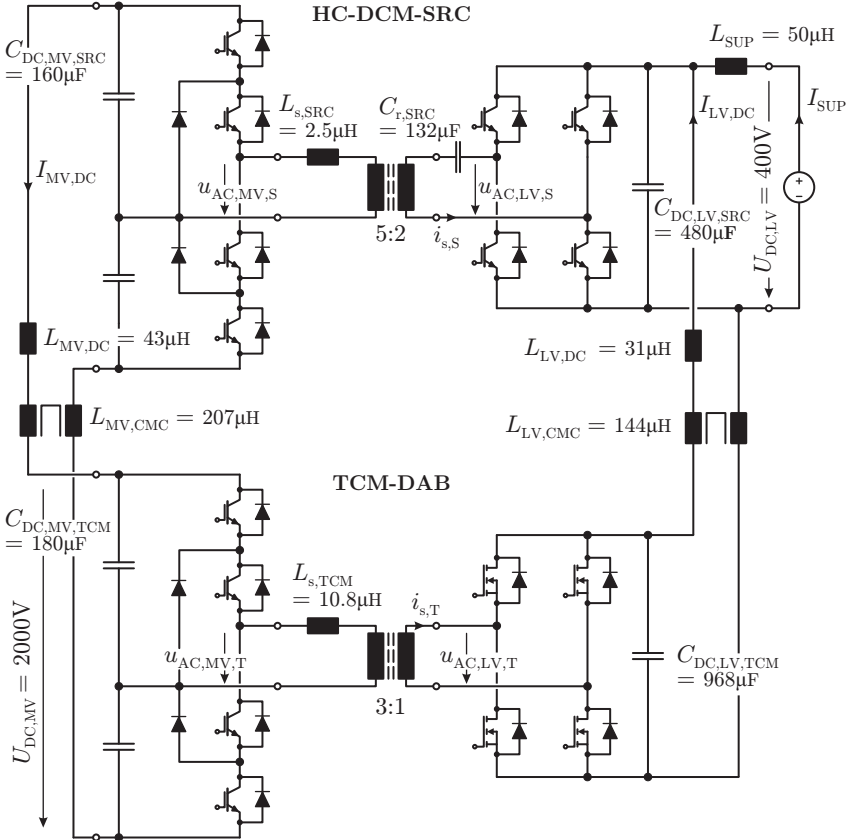 HC-DCM-SRC
C_DC,MV,SRC
= 160µF
L_s,SRC
= 2.5µH
C_r,SRC
= 132µF
L_SUP = 50µH
I_MV,DC
I_LV,DC
I_SUP
u_AC,MV,S
u_AC,LV,S
5:2
i_s,S
C_DC,LV,SRC
= 480µF
U_DC,LV = 400V
L_MV,DC = 43µH
L_LV,DC = 31µH
L_MV,CMC = 207µH
L_LV,CMC = 144µH
TCM-DAB
C_DC,MV,TCM
= 180µF
L_s,TCM
= 10.8µH
i_s,T
u_AC,MV,T
u_AC,LV,T
3:1
C_DC,LV,TCM
= 968µF
U_DC,MV = 2000V